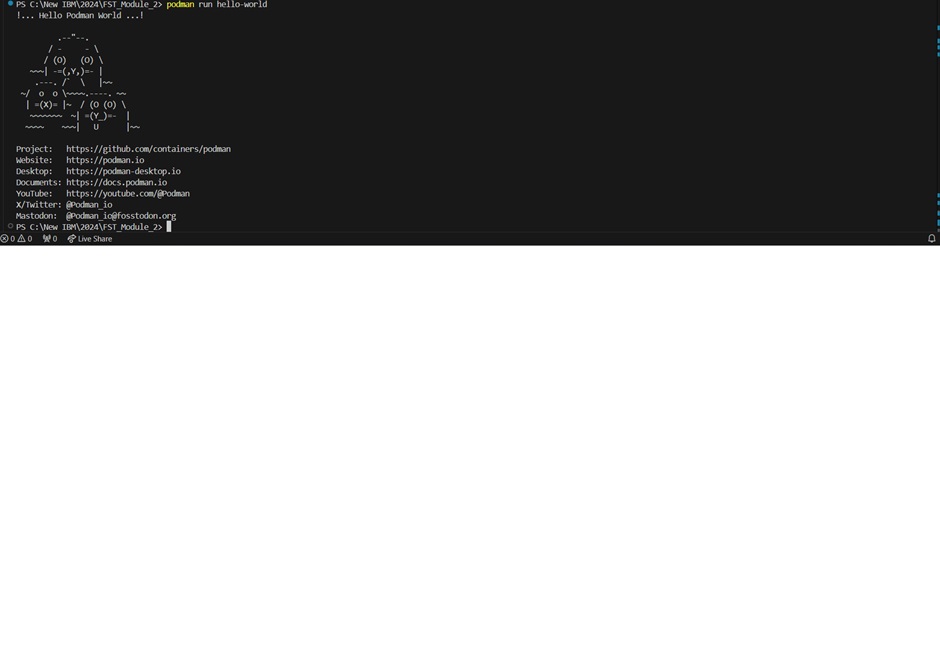 PS C:\New IBM\2024\FST_Module_2> podman run hello-world
!... Hello Podman World ...!

         .--"--.
       / -     - \
      / (O)   (O) \
   ~~~| -=(,Y,)=- |
    .---. /`  \   |~~
 ~/  o  o \~~~~.----. ~~
  | =(X)= |~  / (O (O) \
   ~~~~~~~  ~| =(Y_)=-  |
  ~~~~    ~~~|   U      |~~

Project:   https://github.com/containers/podman
Website:   https://podman.io
Desktop:   https://podman-desktop.io
Documents: https://docs.podman.io
YouTube:   https://youtube.com/@Podman
X/Twitter: @Podman_io
Mastodon:  @Podman_io@fosstodon.org
PS C:\New IBM\2024\FST_Module_2>
0 0 0 Live Share